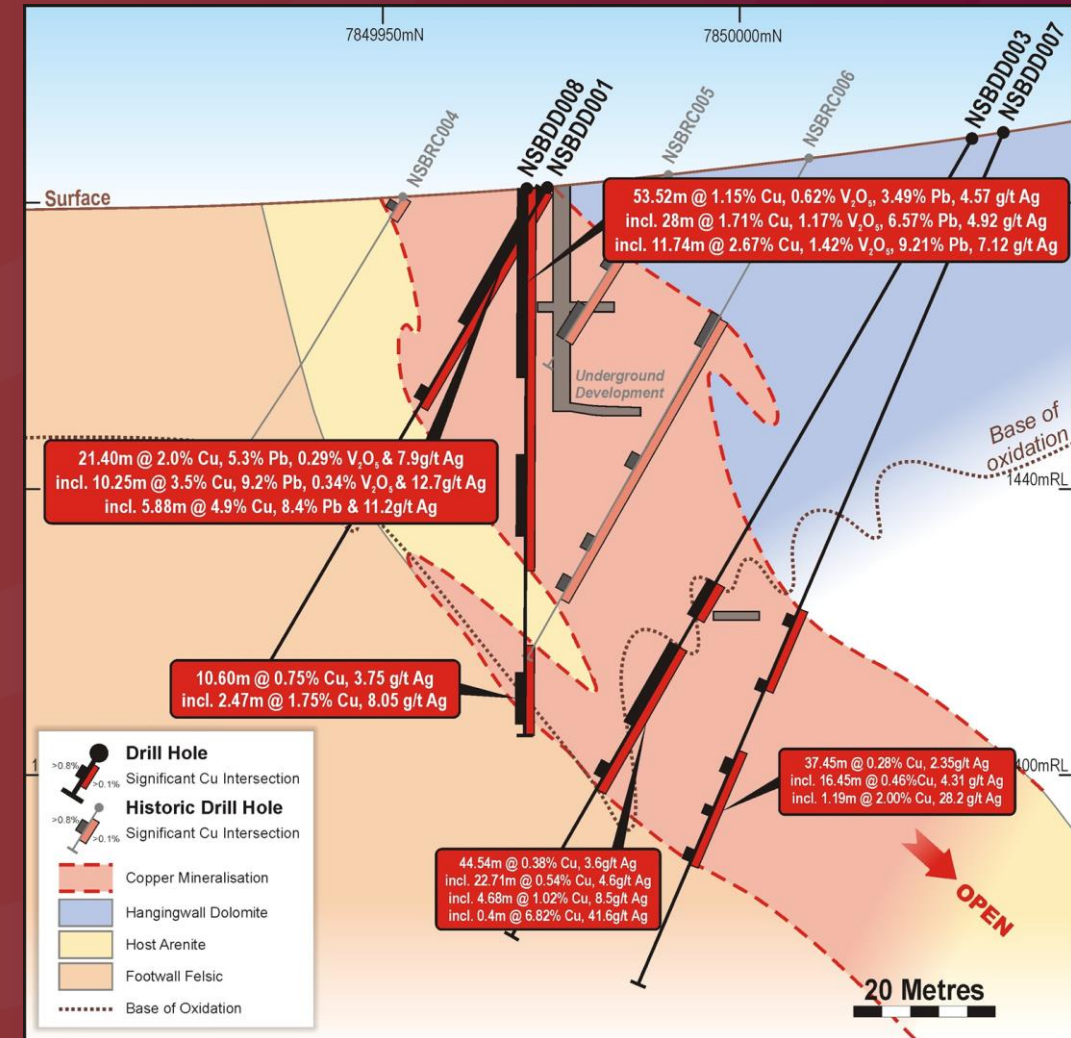 7849950mN
7850000mN
NSBRC004
NSBDD008
NSBDD001
NSBRC005
NSBRC006
NSBDD003
NSBDD007
Surface
53.52m @ 1.15% Cu, 0.62% V₂O₅, 3.49% Pb, 4.57 g/t Ag
incl. 28m @ 1.71% Cu, 1.17% V₂O₅, 6.57% Pb, 4.92 g/t Ag
incl. 11.74m @ 2.67% Cu, 1.42% V₂O₅, 9.21% Pb, 7.12 g/t Ag
Underground
Development
Base of
oxidation
21.40m @ 2.0% Cu, 5.3% Pb, 0.29% V₂O₅ & 7.9g/t Ag
incl. 10.25m @ 3.5% Cu, 9.2% Pb, 0.34% V₂O₅ & 12.7g/t Ag
incl. 5.88m @ 4.9% Cu, 8.4% Pb & 11.2g/t Ag
1440mRL
10.60m @ 0.75% Cu, 3.75 g/t Ag
incl. 2.47m @ 1.75% Cu, 8.05 g/t Ag
37.45m @ 0.28% Cu, 2.35g/t Ag
incl. 16.45m @ 0.46%Cu, 4.31 g/t Ag
incl. 1.19m @ 2.00% Cu, 28.2 g/t Ag
400mRL
44.54m @ 0.38% Cu, 3.6g/t Ag
incl. 22.71m @ 0.54% Cu, 4.6g/t Ag
incl. 4.68m @ 1.02% Cu, 8.5g/t Ag
incl. 0.4m @ 6.82% Cu, 41.6g/t Ag
OPEN
20 Metres
1
Drill Hole
>0.8%
>0.1%
Significant Cu Intersection
Historic Drill Hole
>0.8%
>0.1%
Significant Cu Intersection
Copper Mineralisation
Hangingwall Dolomite
Host Arenite
Footwall Felsic
Base of Oxidation